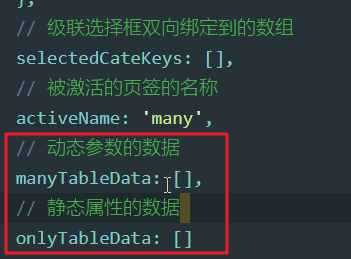 },
// 级联选择框双向绑定到的数组
selectedCateKeys: [],
// 被激活的页签的名称
activeName: 'many',
// 动态参数的数据
manyTableData: [],
// 静态属性的数据
onlyTableData: []